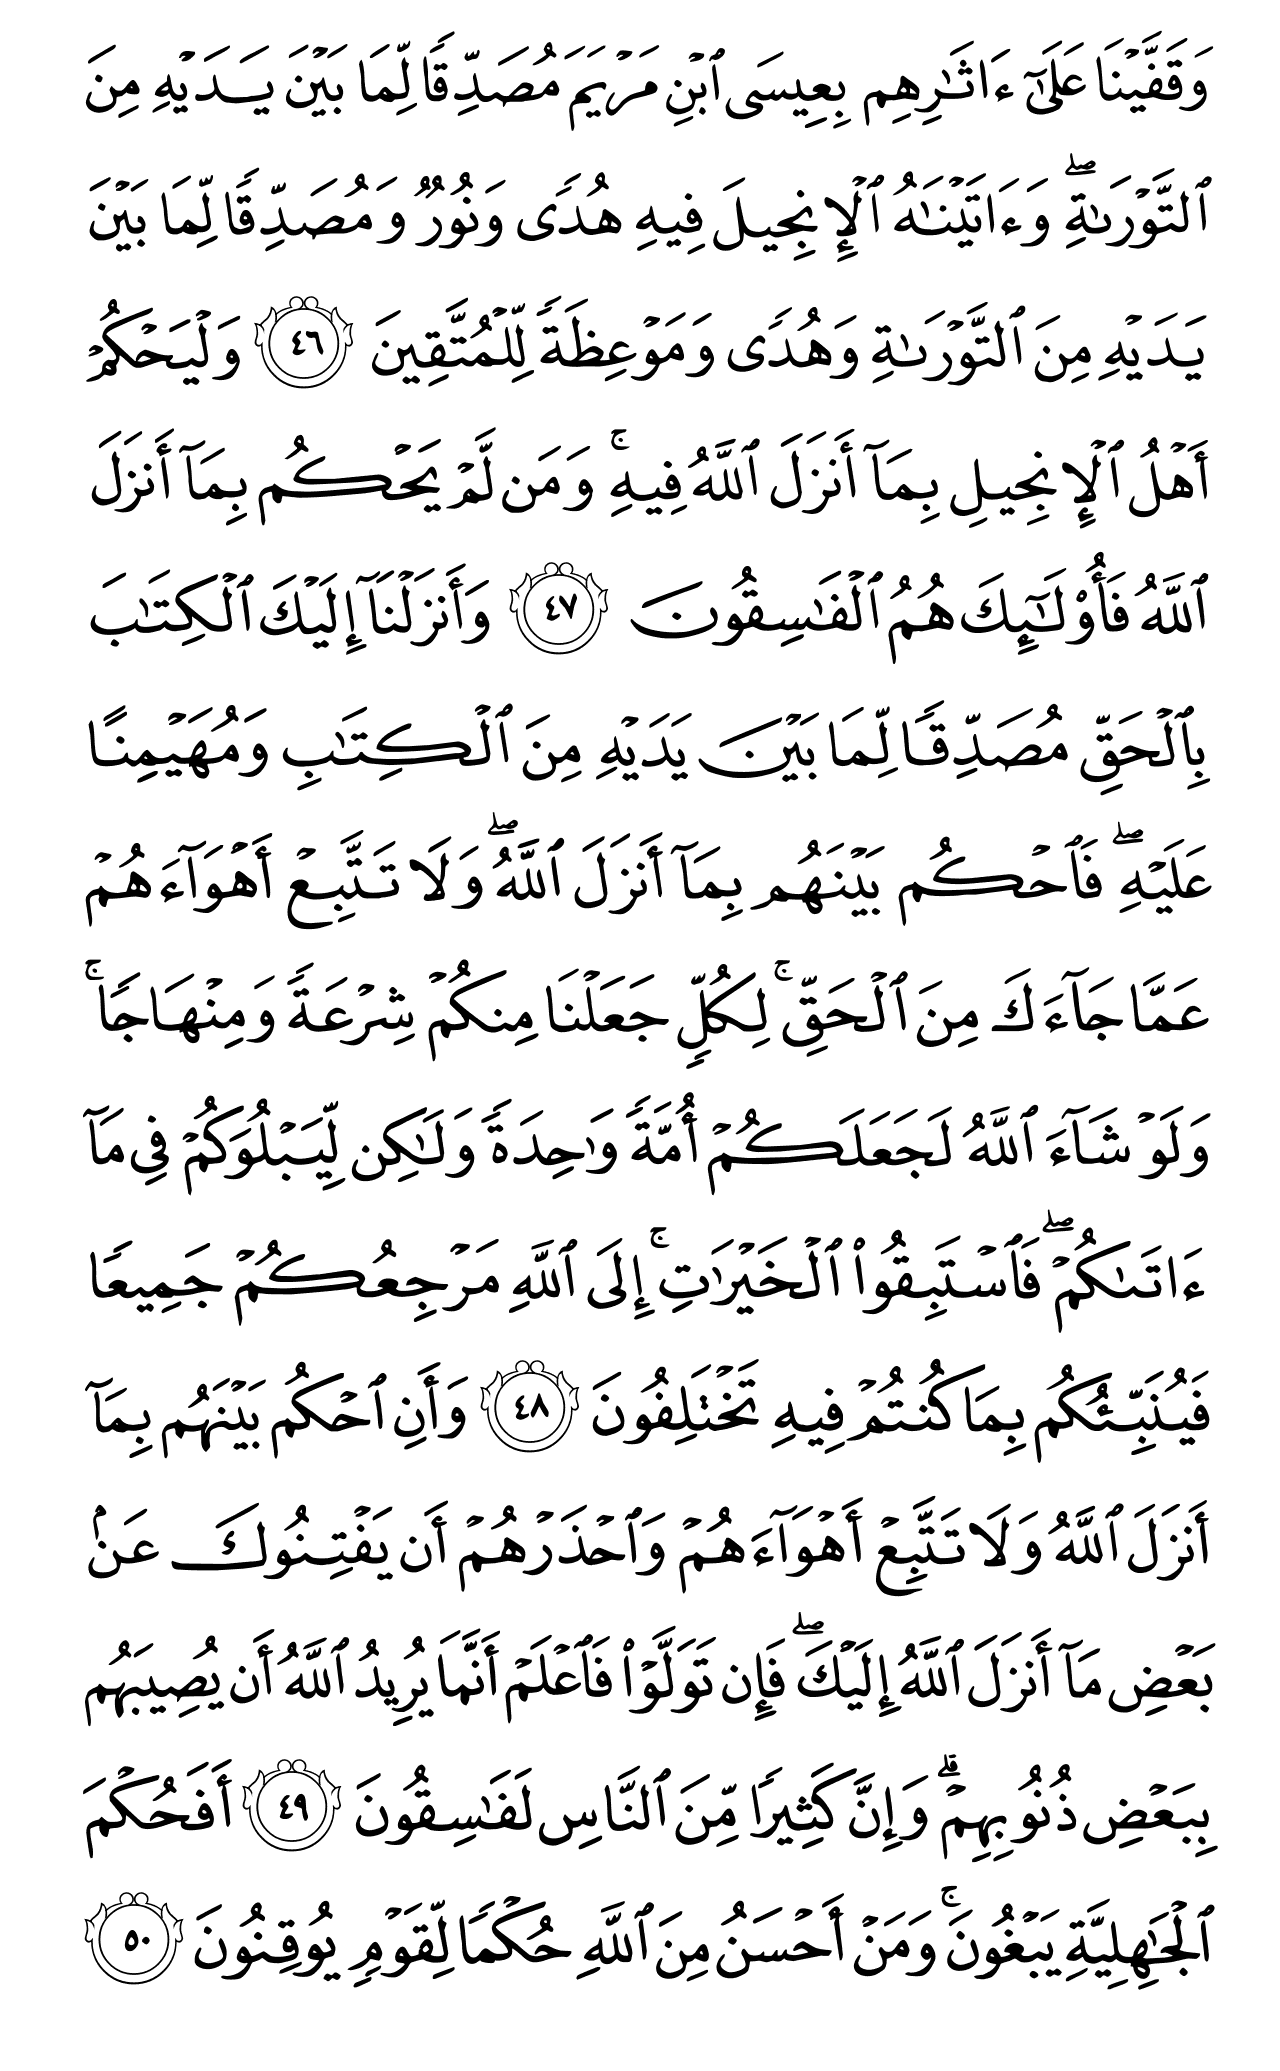 وَقَفَّيۡنَا عَلَىٰٓ ءَاثَٰرِهِم بِعِيسَى ٱبۡنِ مَرۡيَمَ مُصَدِّقٗا لِّمَا بَيۡنَ يَدَيۡهِ مِنَ
ٱلتَّوۡرَىٰةِۖ وَءَاتَيۡنَٰهُ ٱلۡإِنجِيلَ فِيهِ هُدٗى وَنُورٞ وَمُصَدِّقٗا لِّمَا بَيۡنَ
يَدَيۡهِ مِنَ ٱلتَّوۡرَىٰةِ وَهُدٗى وَمَوۡعِظَةٗ لِّلۡمُتَّقِينَ ٤٦ وَلۡيَحۡكُمۡ
أَهۡلُ ٱلۡإِنجِيلِ بِمَآ أَنزَلَ ٱللَّهُ فِيهِۚ وَمَن لَّمۡ يَحۡكُم بِمَآ أَنزَلَ
ٱللَّهُ فَأُوْلَٰٓئِكَ هُمُ ٱلۡفَٰسِقُونَ ٤٧ وَأَنزَلۡنَآ إِلَيۡكَ ٱلۡكِتَٰبَ
بِٱلۡحَقِّ مُصَدِّقٗا لِّمَا بَيۡنَ يَدَيۡهِ مِنَ ٱلۡكِتَٰبِ وَمُهَيۡمِنًا
عَلَيۡهِۖ فَٱحۡكُم بَيۡنَهُم بِمَآ أَنزَلَ ٱللَّهُۖ وَلَا تَتَّبِعۡ أَهۡوَآءَهُمۡ
عَمَّا جَآءَكَ مِنَ ٱلۡحَقِّۚ لِكُلّٖ جَعَلۡنَا مِنكُمۡ شِرۡعَةٗ وَمِنۡهَاجٗاۚ
وَلَوۡ شَآءَ ٱللَّهُ لَجَعَلَكُمۡ أُمَّةٗ وَٰحِدَةٗ وَلَٰكِن لِّيَبۡلُوَكُمۡ فِي مَآ
ءَاتَىٰكُمۡۖ فَٱسۡتَبِقُواْ ٱلۡخَيۡرَٰتِۚ إِلَى ٱللَّهِ مَرۡجِعُكُمۡ جَمِيعٗا
فَيُنَبِّئُكُم بِمَا كُنتُمۡ فِيهِ تَخۡتَلِفُونَ ٤٨ وَأَنِ ٱحۡكُم بَيۡنَهُم بِمَآ
أَنزَلَ ٱللَّهُ وَلَا تَتَّبِعۡ أَهۡوَآءَهُمۡ وَٱحۡذَرۡهُمۡ أَن يَفۡتِنُوكَ عَنۢ
بَعۡضِ مَآ أَنزَلَ ٱللَّهُ إِلَيۡكَۖ فَإِن تَوَلَّوۡاْ فَٱعۡلَمۡ أَنَّمَا يُرِيدُ ٱللَّهُ أَن يُصِيبَهُم
بِبَعۡضِ ذُنُوبِهِمۡۗ وَإِنَّ كَثِيرٗا مِّنَ ٱلنَّاسِ لَفَٰسِقُونَ ٤٩ أَفَحُكۡمَ
ٱلۡجَٰهِلِيَّةِ يَبۡغُونَۚ وَمَنۡ أَحۡسَنُ مِنَ ٱللَّهِ حُكۡمٗا لِّقَوۡمٖ يُوقِنُونَ ٥٠